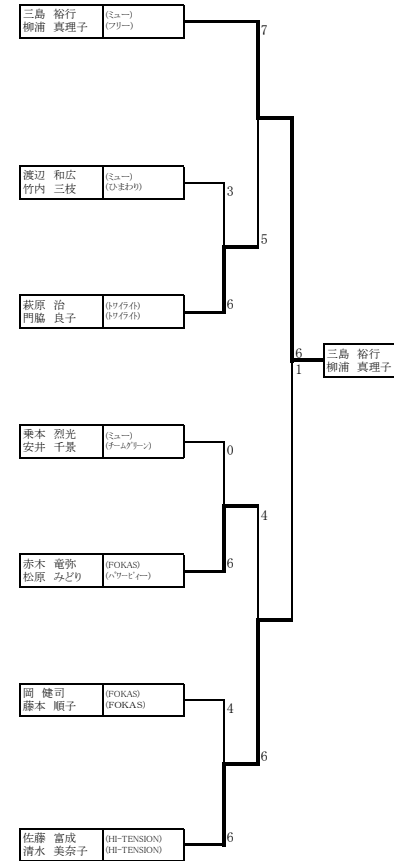 三島 裕行 (ミュー)
柳浦 真理子 (フリー)
7
渡辺 和広 (ミュー)
竹内 三枝 (ひまわり)
3
5
萩原 治 (トワイライト)
門脇 良子 (トワイライト)
6
6 三島 裕行
1 柳浦 真理子
乗本 烈光 (ミュー)
安井 千景 (チームグリーン)
0
4
赤木 竜弥 (FOKAS)
松原 みどり (パワービィー)
6
岡 健司 (FOKAS)
藤本 順子 (FOKAS)
4
6
佐藤 富成 (HI-TENSION)
清水 美奈子 (HI-TENSION)
6